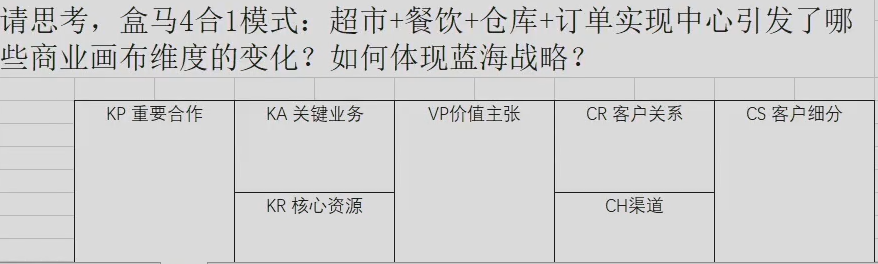 请思考，盒马4合1模式：超市+餐饮+仓库+订单实现中心引发了哪
些商业画布维度的变化？如何体现蓝海战略？
KP 重要合作
KA 关键业务
VP价值主张
CR 客户关系
CS 客户细分
KR 核心资源
CH渠道